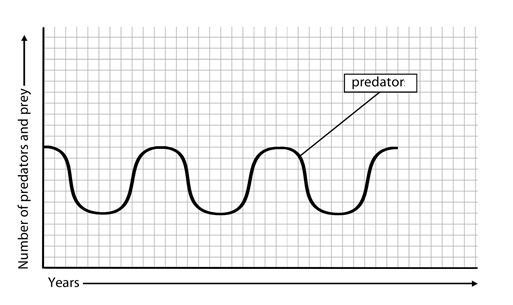 predator
Number of predators and prey
Years